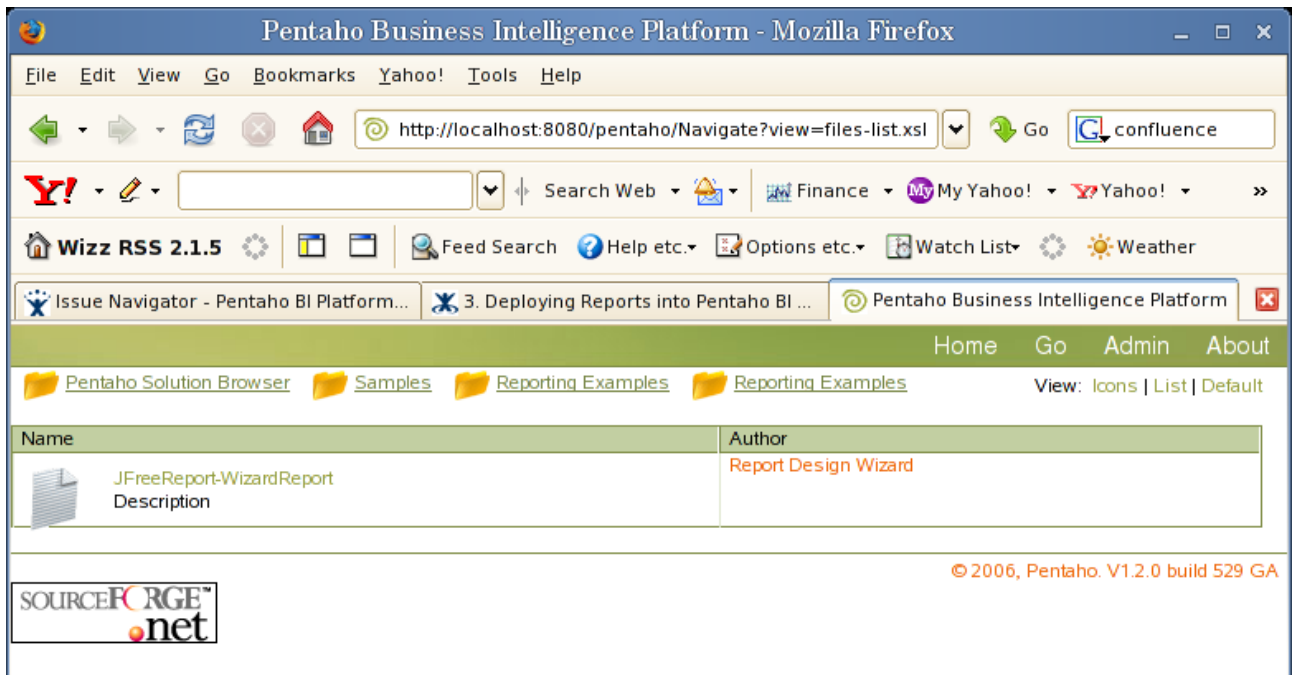 Pentaho Business Intelligence Platform - Mozilla Firefox
File Edit View Go Bookmarks Yahoo! Tools Help
http://localhost:8080/pentaho/Navigate?view=files-list.xsl Go G confluence
Y! Search Web Finance My My Yahoo! Y? Yahoo! »
Wizz RSS 2.1.5 Feed Search Help etc. Options etc. Watch List Weather
Issue Navigator - Pentaho BI Platform... 3. Deploying Reports into Pentaho BI ... Pentaho Business Intelligence Platform
Home Go Admin About
Pentaho Solution Browser Samples Reporting Examples Reporting Examples View: Icons | List | Default
Name Author
JFreeReport-WizardReport Report Design Wizard
Description
© 2006, Pentaho. V1.2.0 build 529 GA
SOURCEFORGE™
.net